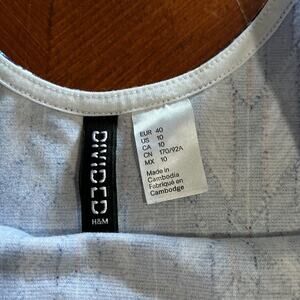 DIVIDED
H&M
EUR 40
US 10
CA 10
CN 170/92A
MX 10
Made in
Cambodia
Fabriqué en
Cambodge